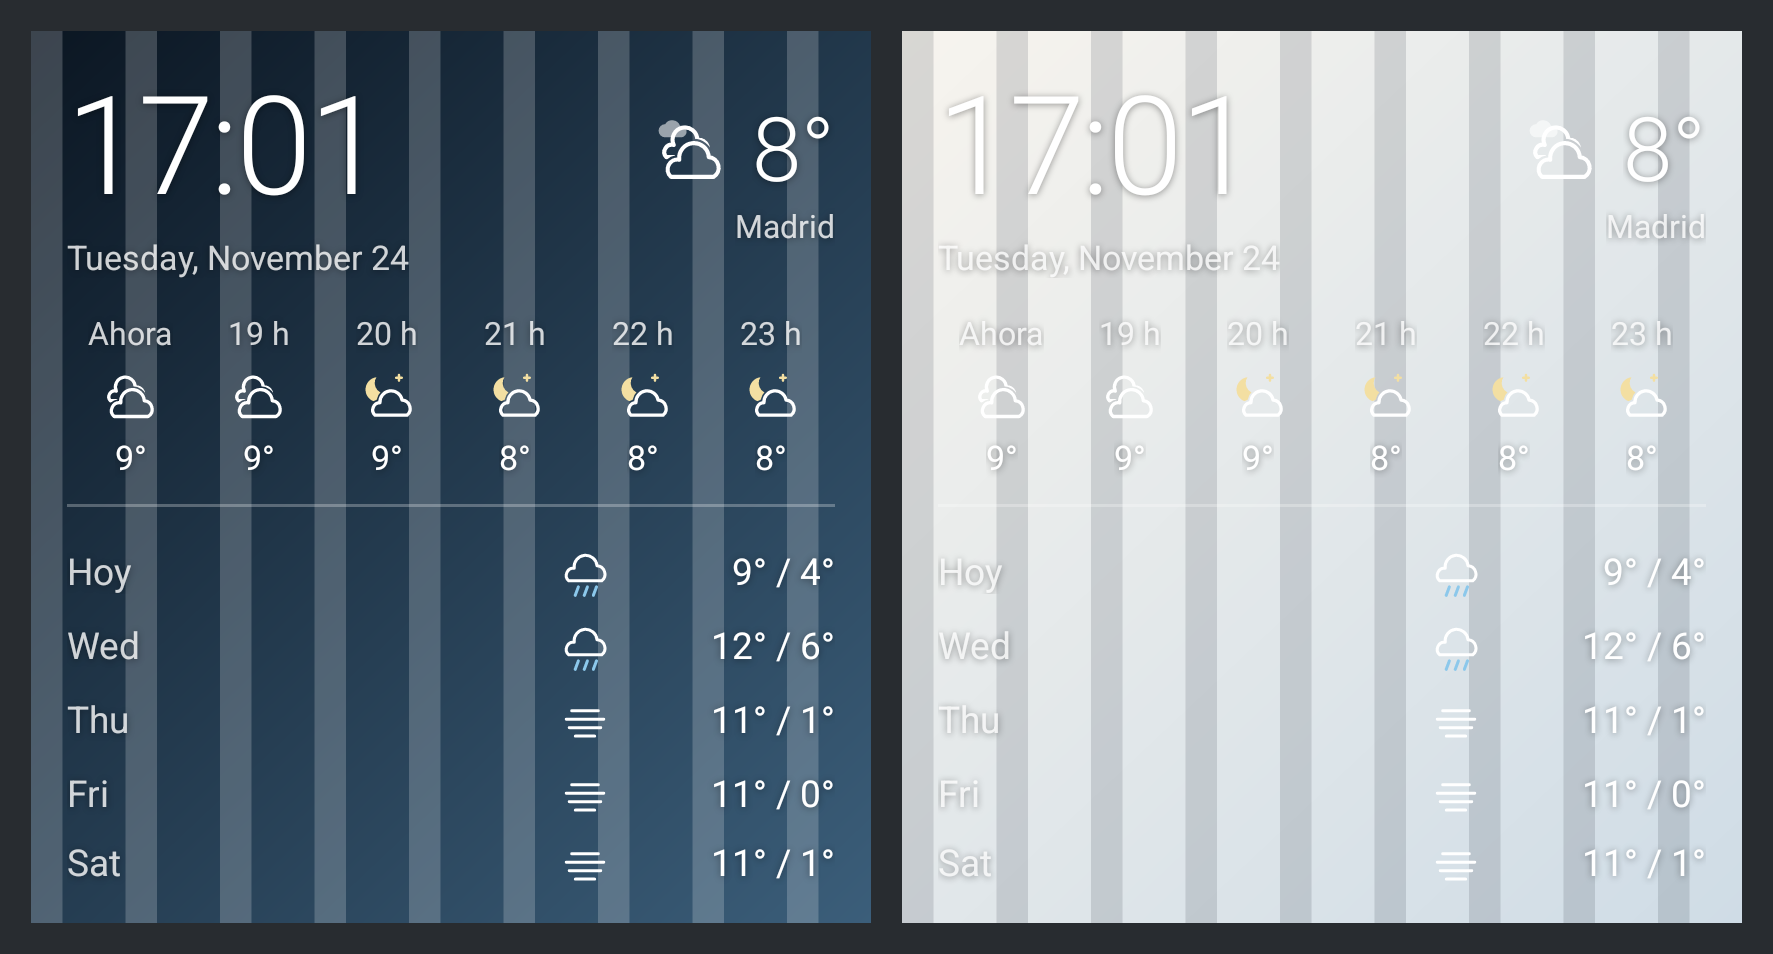 17:01
8°
Madrid
Tuesday, November 24
Ahora 19 h 20 h 21 h 22 h 23 h
9° 9° 9° 8° 8° 8°
Hoy 9° / 4°
Wed 12° / 6°
Thu 11° / 1°
Fri 11° / 0°
Sat 11° / 1°
17:01
8°
Madrid
Tuesday, November 24
Ahora 19 h 20 h 21 h 22 h 23 h
9° 9° 9° 8° 8° 8°
Hoy 9° / 4°
Wed 12° / 6°
Thu 11° / 1°
Fri 11° / 0°
Sat 11° / 1°